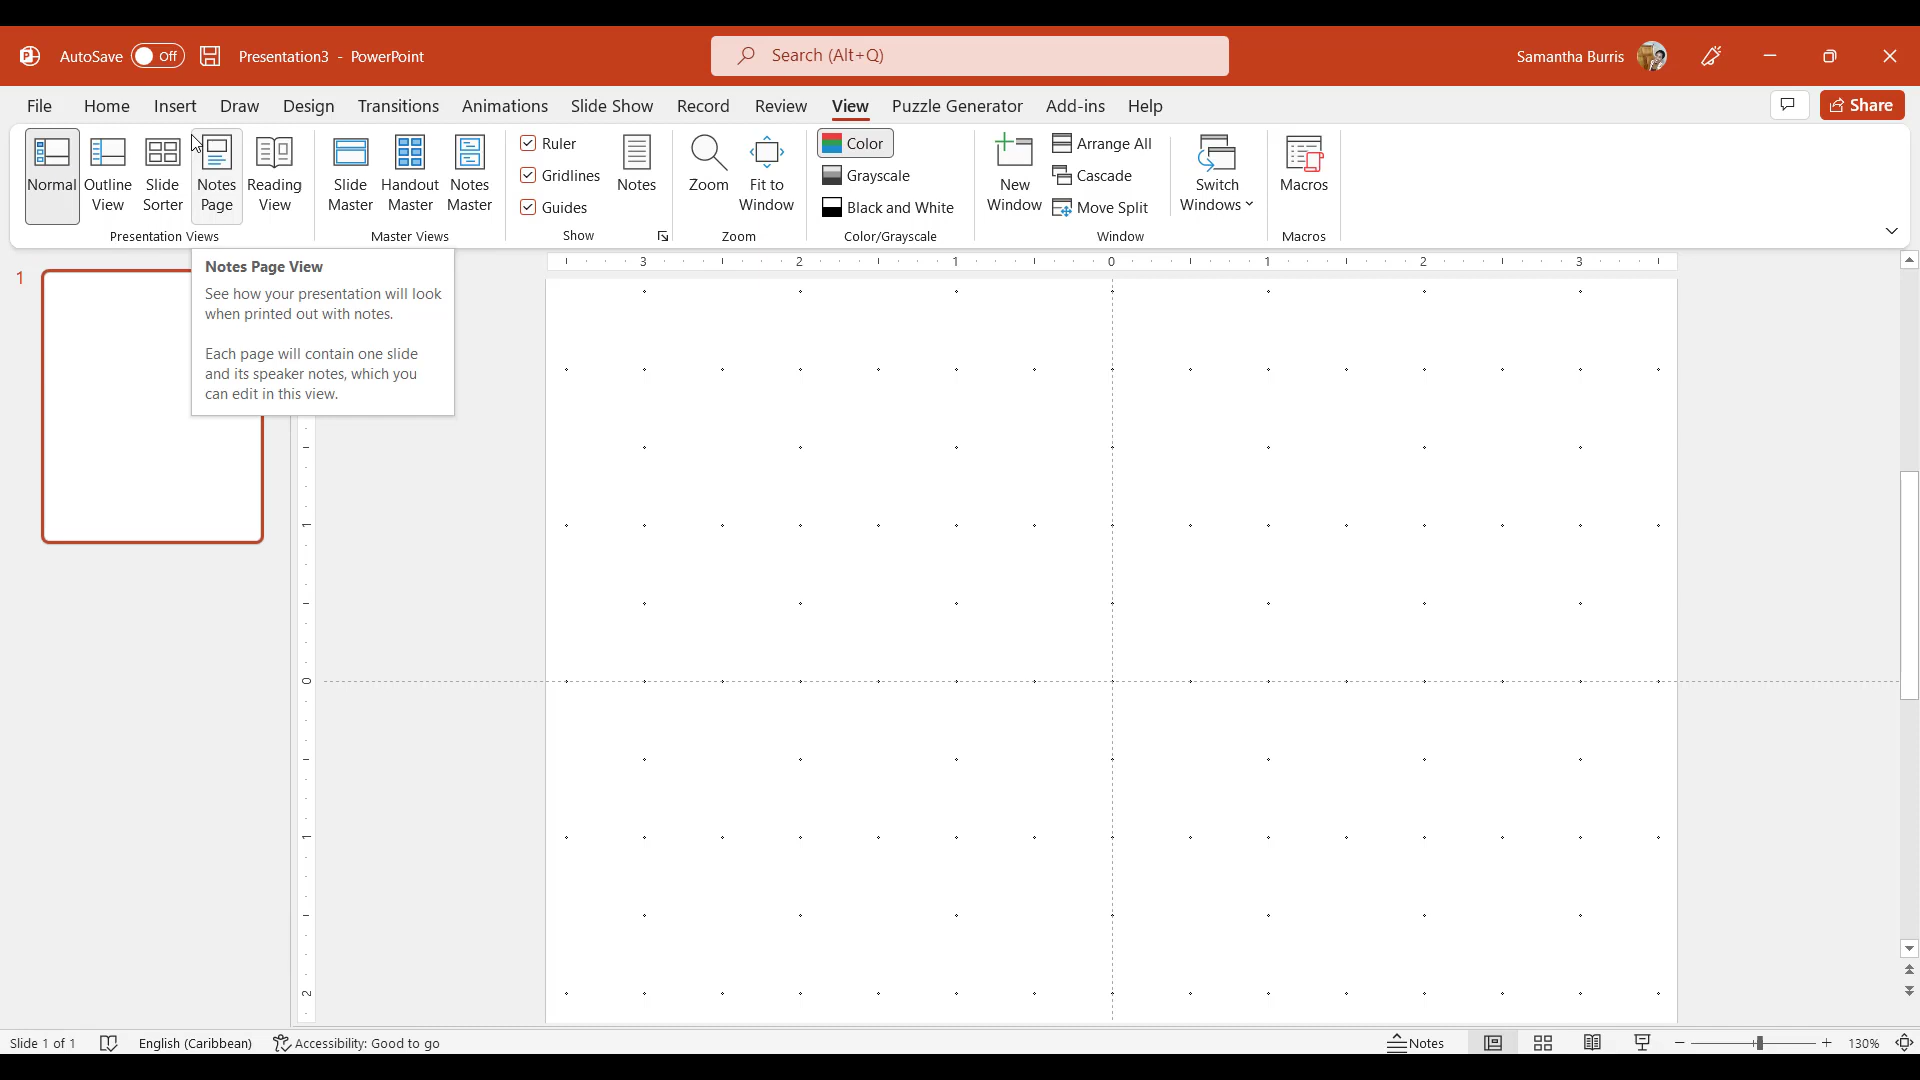 AutoSave Off Presentation3 - PowerPoint Search (Alt+Q) Samantha Burris
File Home Insert Draw Design Transitions Animations Slide Show Record Review View Puzzle Generator Add-ins Help Share
Normal
Outline
View
Slide
Sorter
Notes
Page
Reading
View
Presentation Views
Slide
Master
Handout
Master
Notes
Master
Master Views
Ruler
Gridlines
Guides
Notes
Show
Zoom
Fit to
Window
Zoom
Color
Grayscale
Black and White
Color/Grayscale
New
Window
Arrange All
Cascade
Move Split
Switch
Windows
Window
Macros
Macros
3 2 1 0 1 2 3
1
Notes Page View
See how your presentation will look
when printed out with notes.
Each page will contain one slide
and its speaker notes, which you
can edit in this view.
1
0
1
2
Slide 1 of 1 English (Caribbean) Accessibility: Good to go Notes 130%